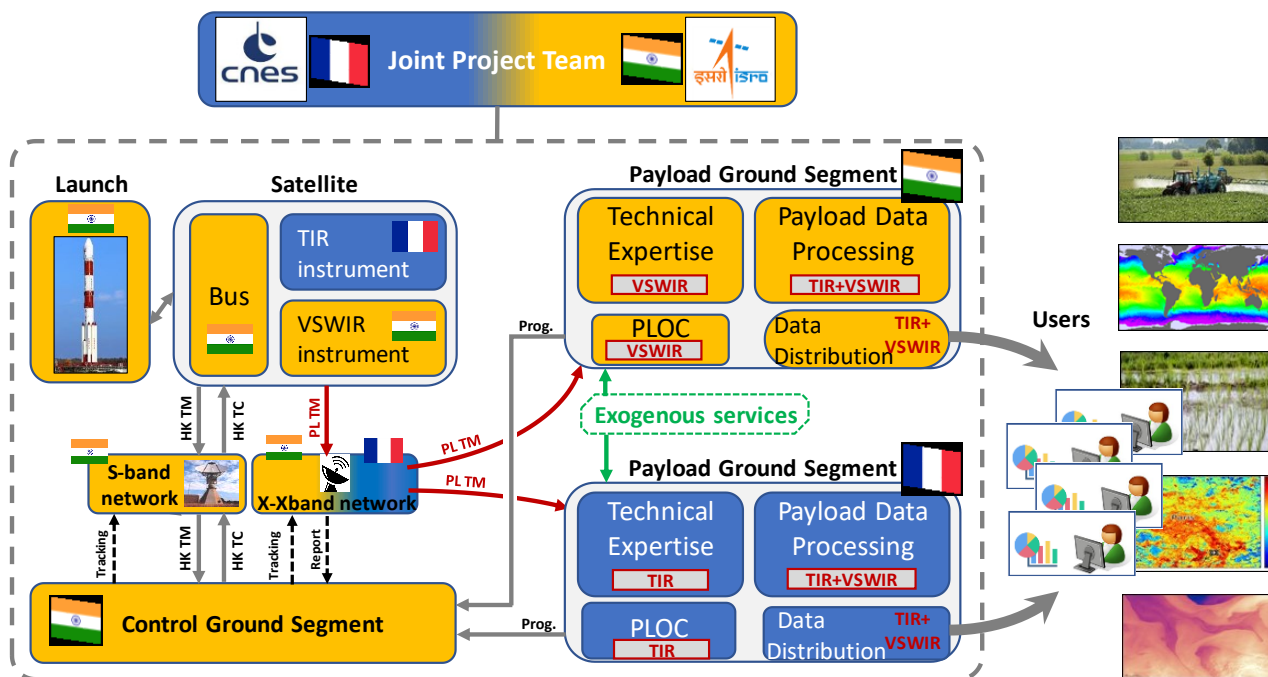 cnes
Joint Project Team
इसरो isro
Launch
Satellite
Payload Ground Segment
TIR
instrument
Bus
VSWIR
instrument
Technical
Expertise
VSWIR
Payload Data
Processing
TIR+VSWIR
PLOC
VSWIR
Data
Distribution
TIR+
VSWIR
Prog.
Users
HK TM
HK TC
PL TM
Exogenous services
S-band
network
X-Xband network
PL TM
PL TM
Payload Ground Segment
Technical
Expertise
TIR
Payload Data
Processing
TIR+VSWIR
Tracking
HK TM
HK TC
Tracking
Report
Control Ground Segment
Prog.
PLOC
TIR
Data
Distribution
TIR+
VSWIR